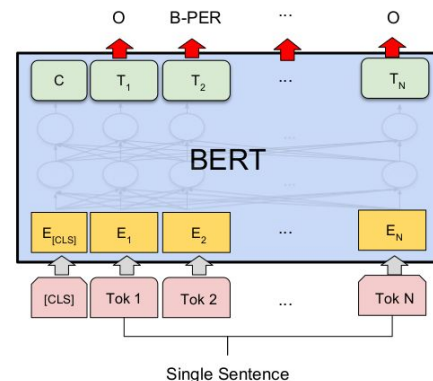 O B-PER ... O
C T1 T2 ... TN
BERT
E[CLS] E1 E2 ... EN
[CLS] Tok 1 Tok 2 ... Tok N
Single Sentence